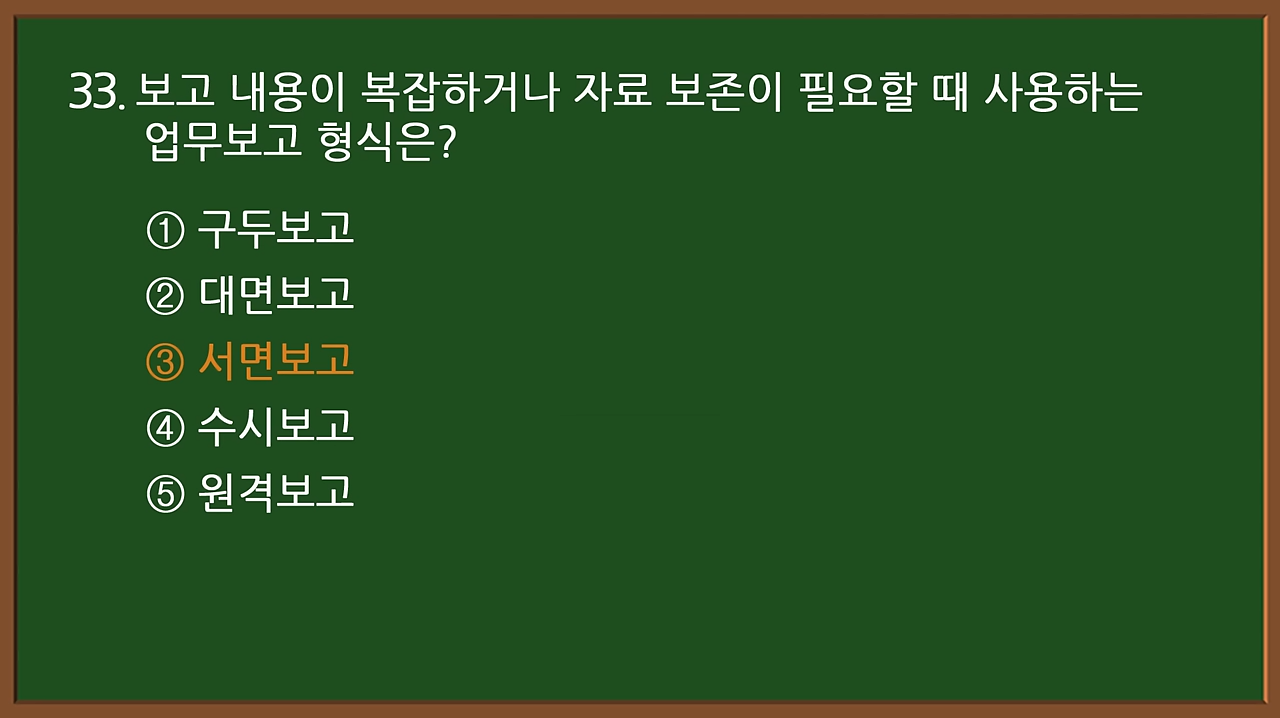 33. 보고 내용이 복잡하거나 자료 보존이 필요할 때 사용하는
업무보고 형식은?
① 구두보고
② 대면보고
③ 서면보고
④ 수시보고
⑤ 원격보고